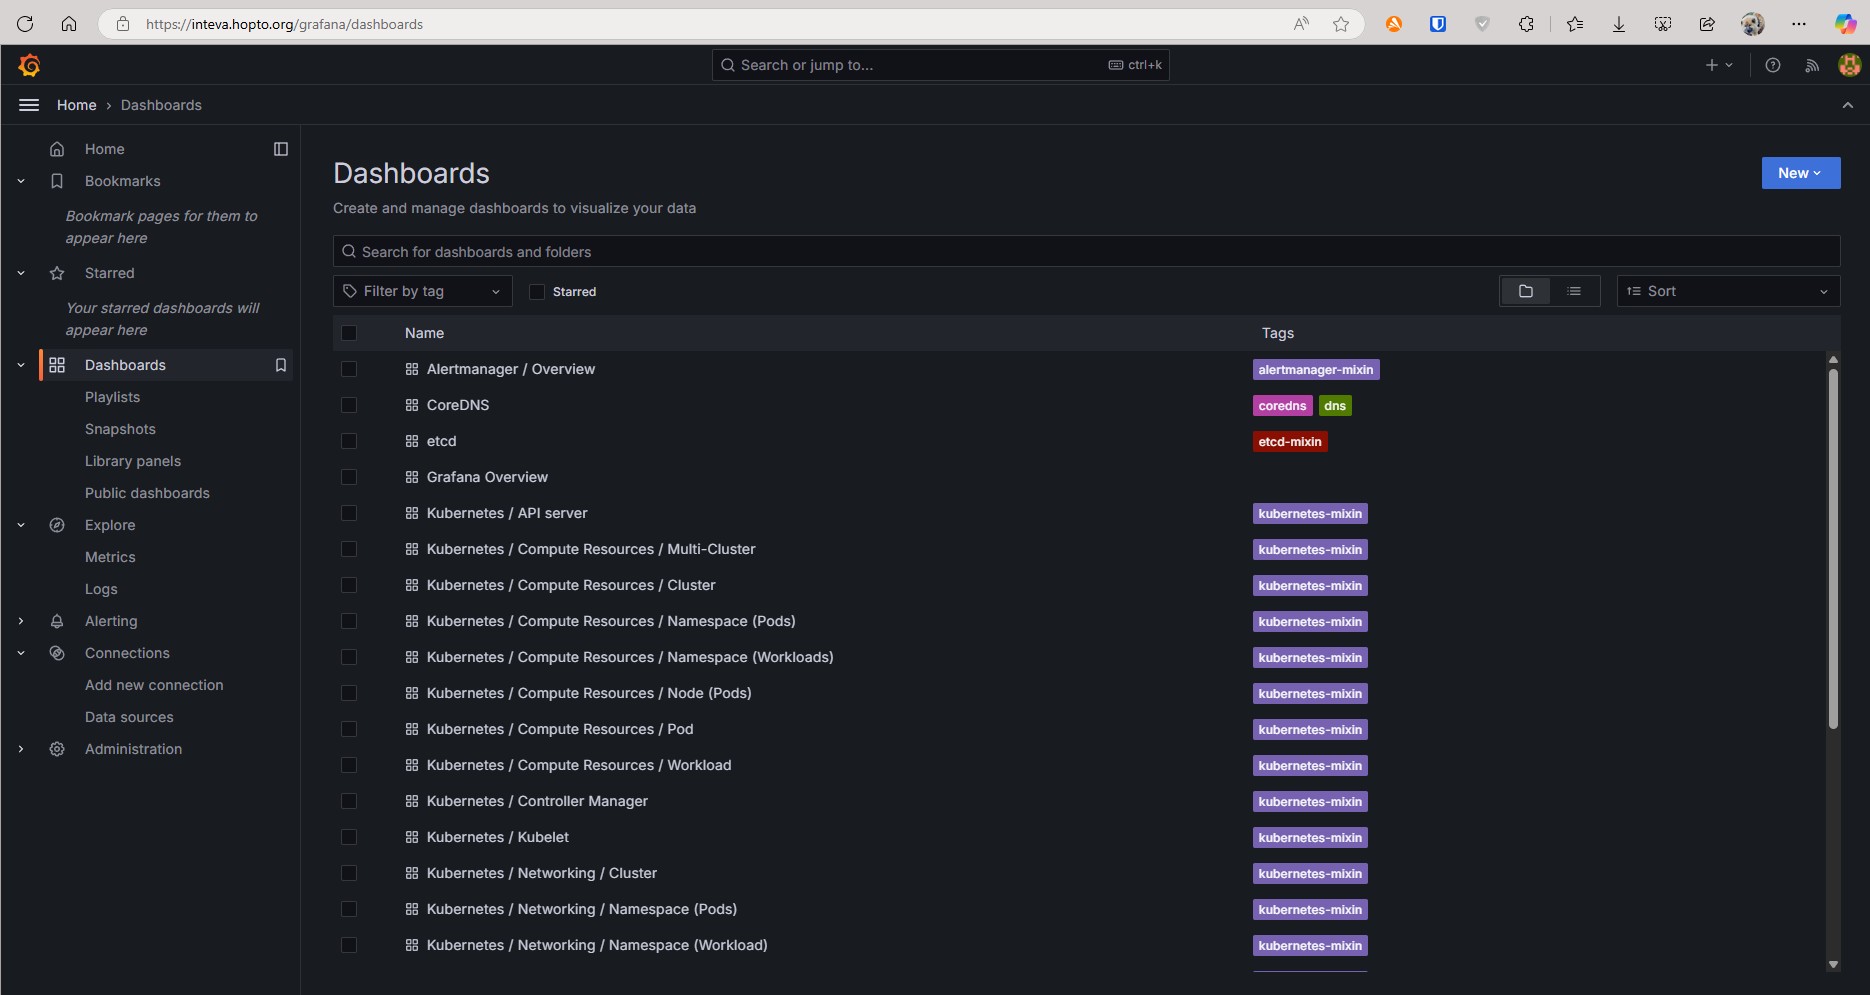 https://inteva.hopto.org/grafana/dashboards
Search or jump to... ctrl+k
Home › Dashboards
Home
Bookmarks
Bookmark pages for them to
appear here
Starred
Your starred dashboards will
appear here
Dashboards
Playlists
Snapshots
Library panels
Public dashboards
Explore
Metrics
Logs
Alerting
Connections
Add new connection
Data sources
Administration
Dashboards
New
Create and manage dashboards to visualize your data
Search for dashboards and folders
Filter by tag Starred Sort
Name Tags
Alertmanager / Overview alertmanager-mixin
CoreDNS coredns dns
etcd etcd-mixin
Grafana Overview
Kubernetes / API server kubernetes-mixin
Kubernetes / Compute Resources / Multi-Cluster kubernetes-mixin
Kubernetes / Compute Resources / Cluster kubernetes-mixin
Kubernetes / Compute Resources / Namespace (Pods) kubernetes-mixin
Kubernetes / Compute Resources / Namespace (Workloads) kubernetes-mixin
Kubernetes / Compute Resources / Node (Pods) kubernetes-mixin
Kubernetes / Compute Resources / Pod kubernetes-mixin
Kubernetes / Compute Resources / Workload kubernetes-mixin
Kubernetes / Controller Manager kubernetes-mixin
Kubernetes / Kubelet kubernetes-mixin
Kubernetes / Networking / Cluster kubernetes-mixin
Kubernetes / Networking / Namespace (Pods) kubernetes-mixin
Kubernetes / Networking / Namespace (Workload) kubernetes-mixin